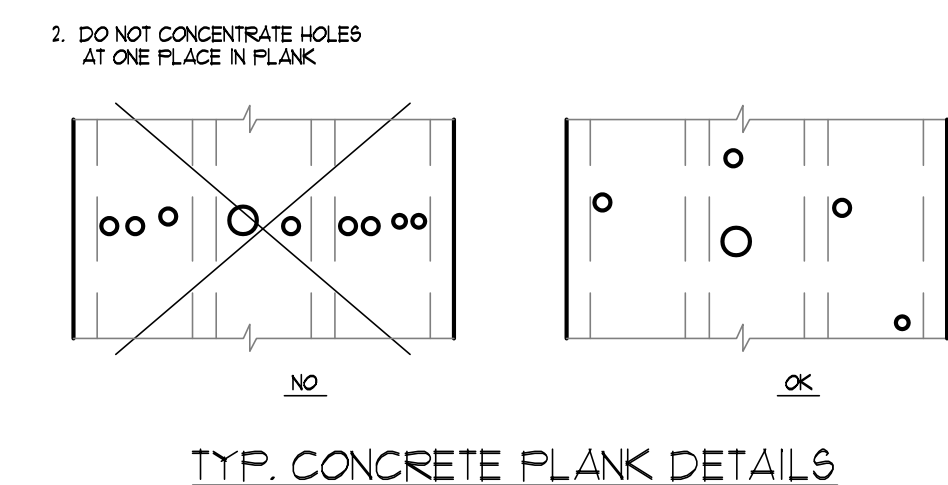 2. DO NOT CONCENTRATE HOLES
AT ONE PLACE IN PLANK
NO
OK
TYP. CONCRETE PLANK DETAILS